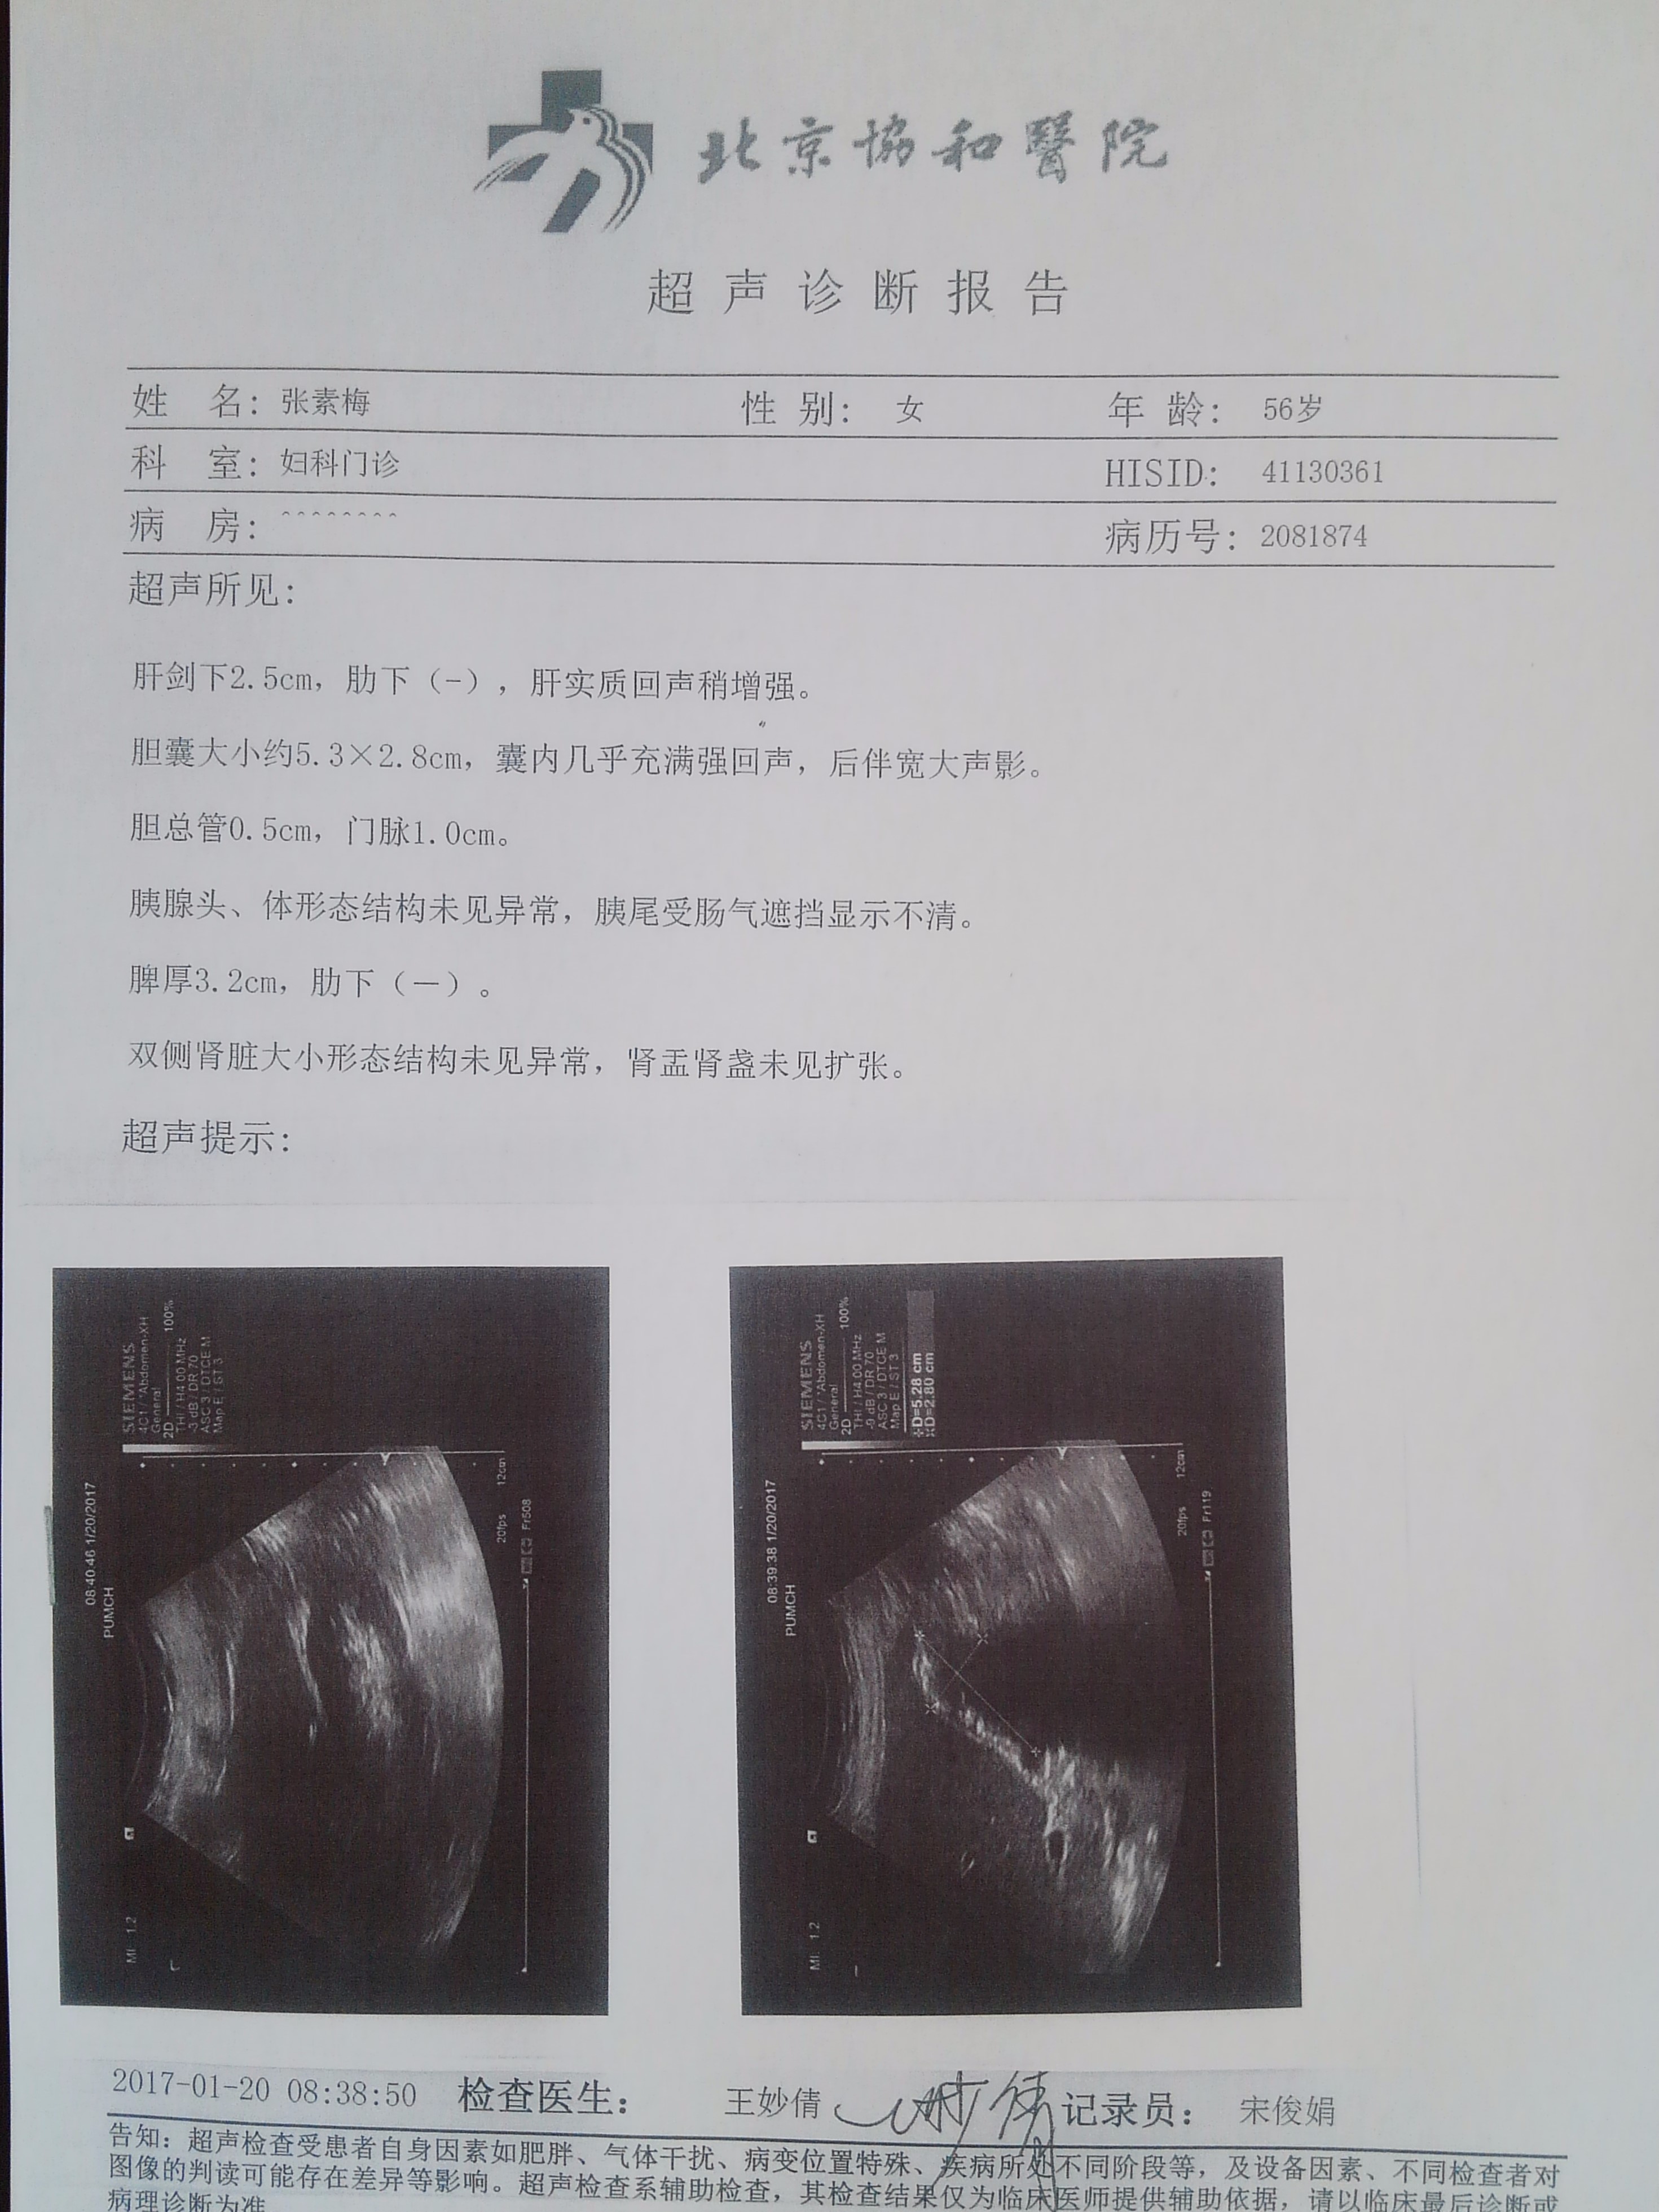 北京協和醫院
超声诊断报告
姓 名: 张素梅 性 别: 女 年 龄: 56岁
科 室: 妇科门诊 HISID: 41130361
病 房: ^^^^^^^^ 病历号: 2081874
超声所见:
肝剑下2.5cm, 肋下（-）, 肝实质回声稍增强。
胆囊大小约5.3×2.8cm, 囊内几乎充满强回声, 后伴宽大声影。
胆总管0.5cm, 门脉1.0cm。
胰腺头、体形态结构未见异常, 胰尾受肠气遮挡显示不清。
脾厚3.2cm, 肋下（—）。
双侧肾脏大小形态结构未见异常, 肾盂肾盏未见扩张。
超声提示:
SIEMENS
4C1 / *Abdomen-XH
General
2D 100%
THI / H4.00 MHz
-3 dB / DR 70
ASC 3 / DTCE M
Map E / ST 3
08:40:46 1/20/2017
PUMCH
12cm
20fps
Fr508
MI 1.2
SIEMENS
4C1 / *Abdomen-XH
General
2D 100%
THI / H4.00 MHz
-9 dB / DR 70
ASC 3 / DTCE M
Map E / ST 3
D=5.28 cm
D=2.80 cm
08:39:38 1/20/2017
PUMCH
12cm
20fps
Fr119
MI 1.2
2017-01-20 08:38:50 检查医生: 王妙倩 记录员: 宋俊娟
告知: 超声检查受患者自身因素如肥胖、气体干扰、病变位置特殊、疾病所处不同阶段等, 及设备因素、不同检查者对
图像的判读可能存在差异等影响。超声检查系辅助检查, 其检查结果仅为临床医师提供辅助依据, 请以临床最后诊断或
病理诊断为准